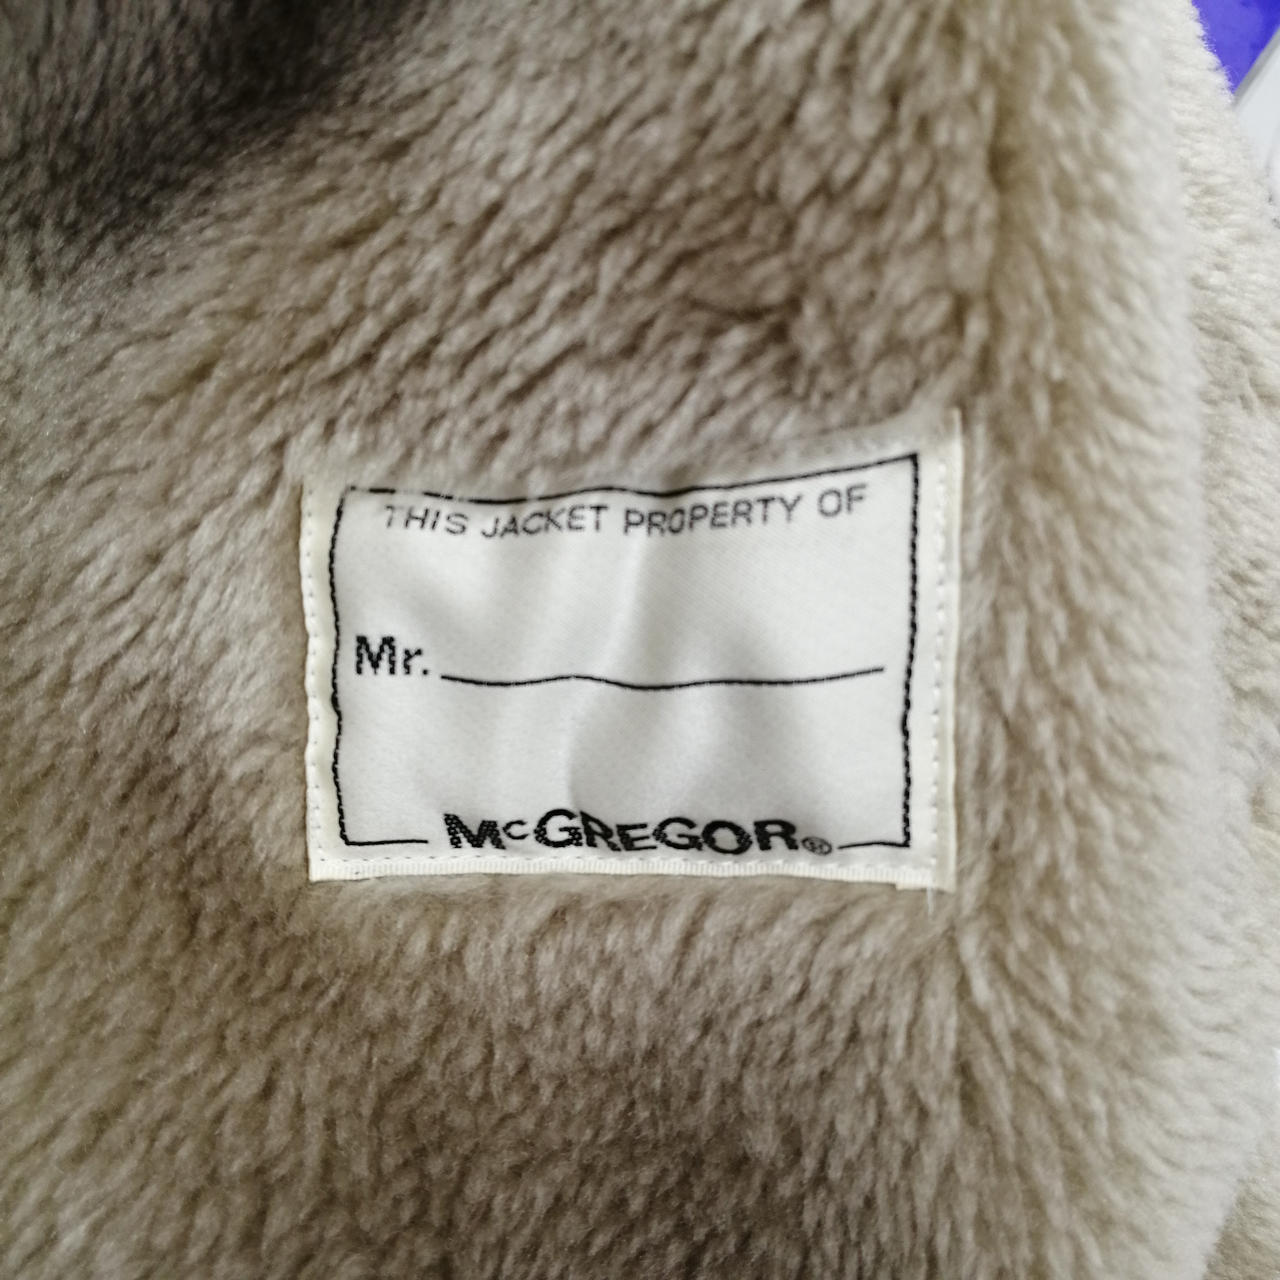 THIS JACKET PROPERTY OF
Mr.
McGREGOR®